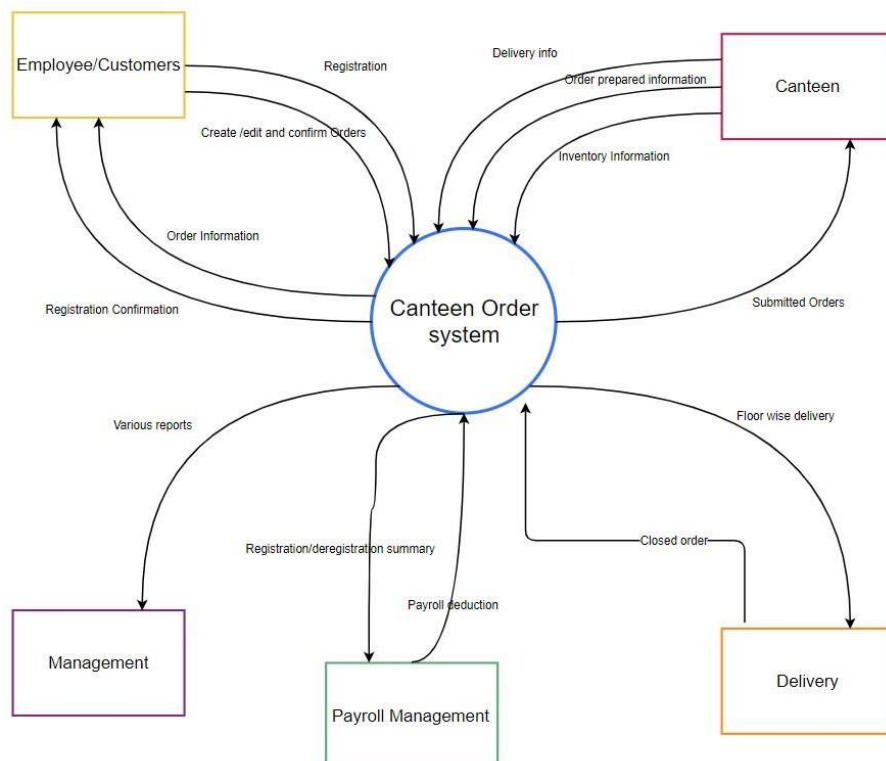 Employee/Customers
Registration
Create /edit and confirm Orders
Order Information
Registration Confirmation
Delivery info
Order prepared information
Inventory Information
Canteen
Canteen Order
system
Submitted Orders
Various reports
Floor wise delivery
Registration/deregistration summary
Closed order
Payroll deduction
Management
Payroll Management
Delivery